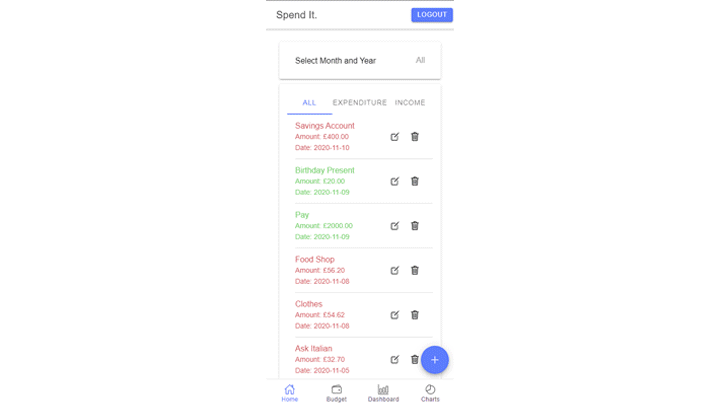 Spend It.
LOGOUT
Select Month and Year All
ALL EXPENDITURE INCOME
Savings Account
Amount: £400.00
Date: 2020-11-10
Birthday Present
Amount: £20.00
Date: 2020-11-09
Pay
Amount: £2000.00
Date: 2020-11-09
Food Shop
Amount: £56.20
Date: 2020-11-08
Clothes
Amount: £54.62
Date: 2020-11-08
Ask Italian
Amount: £32.70
Date: 2020-11-05
+
Home Budget Dashboard Charts